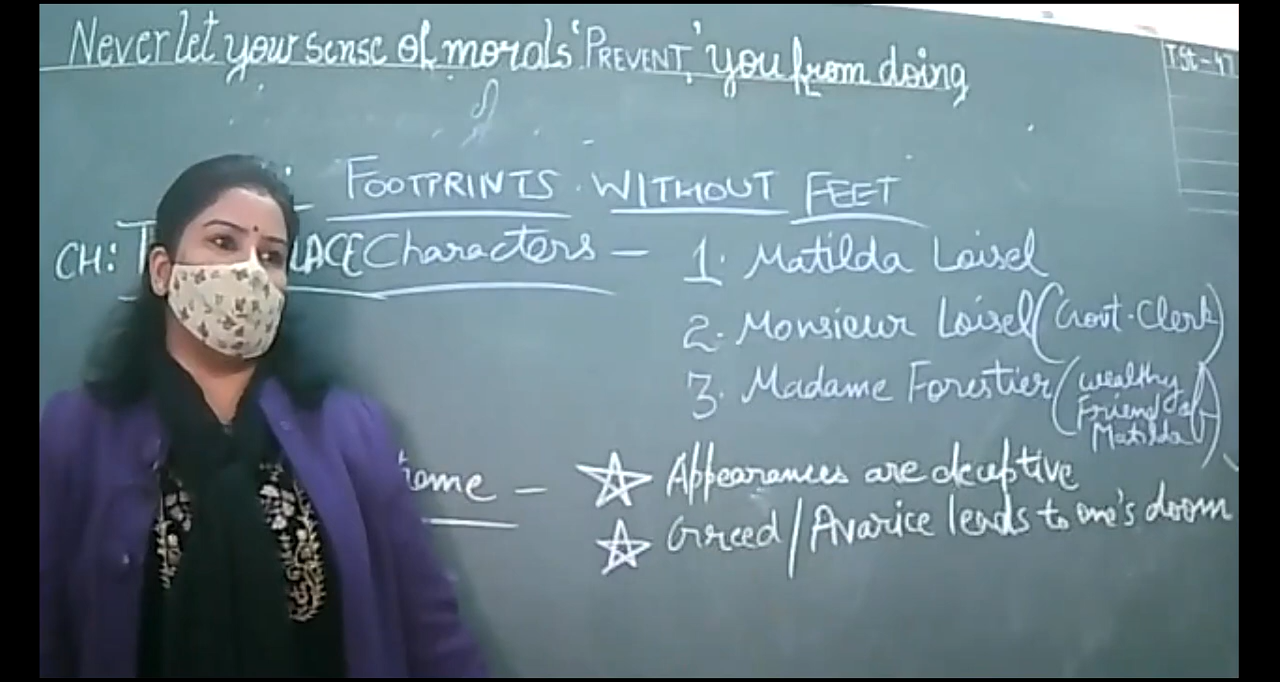 Never let your sense of morals 'PREVENT' you from doing
TSt-47
FOOTPRINTS WITHOUT FEET
CH: T LACE Characters – 1. Matilda Loisel
2. Monsieur Loisel (Govt. Clerk)
3. Madame Forestier (wealthy
Friend of
Matilda)
– ☆ Appearances are deceptive
☆ Greed/Avarice leads to one's doom